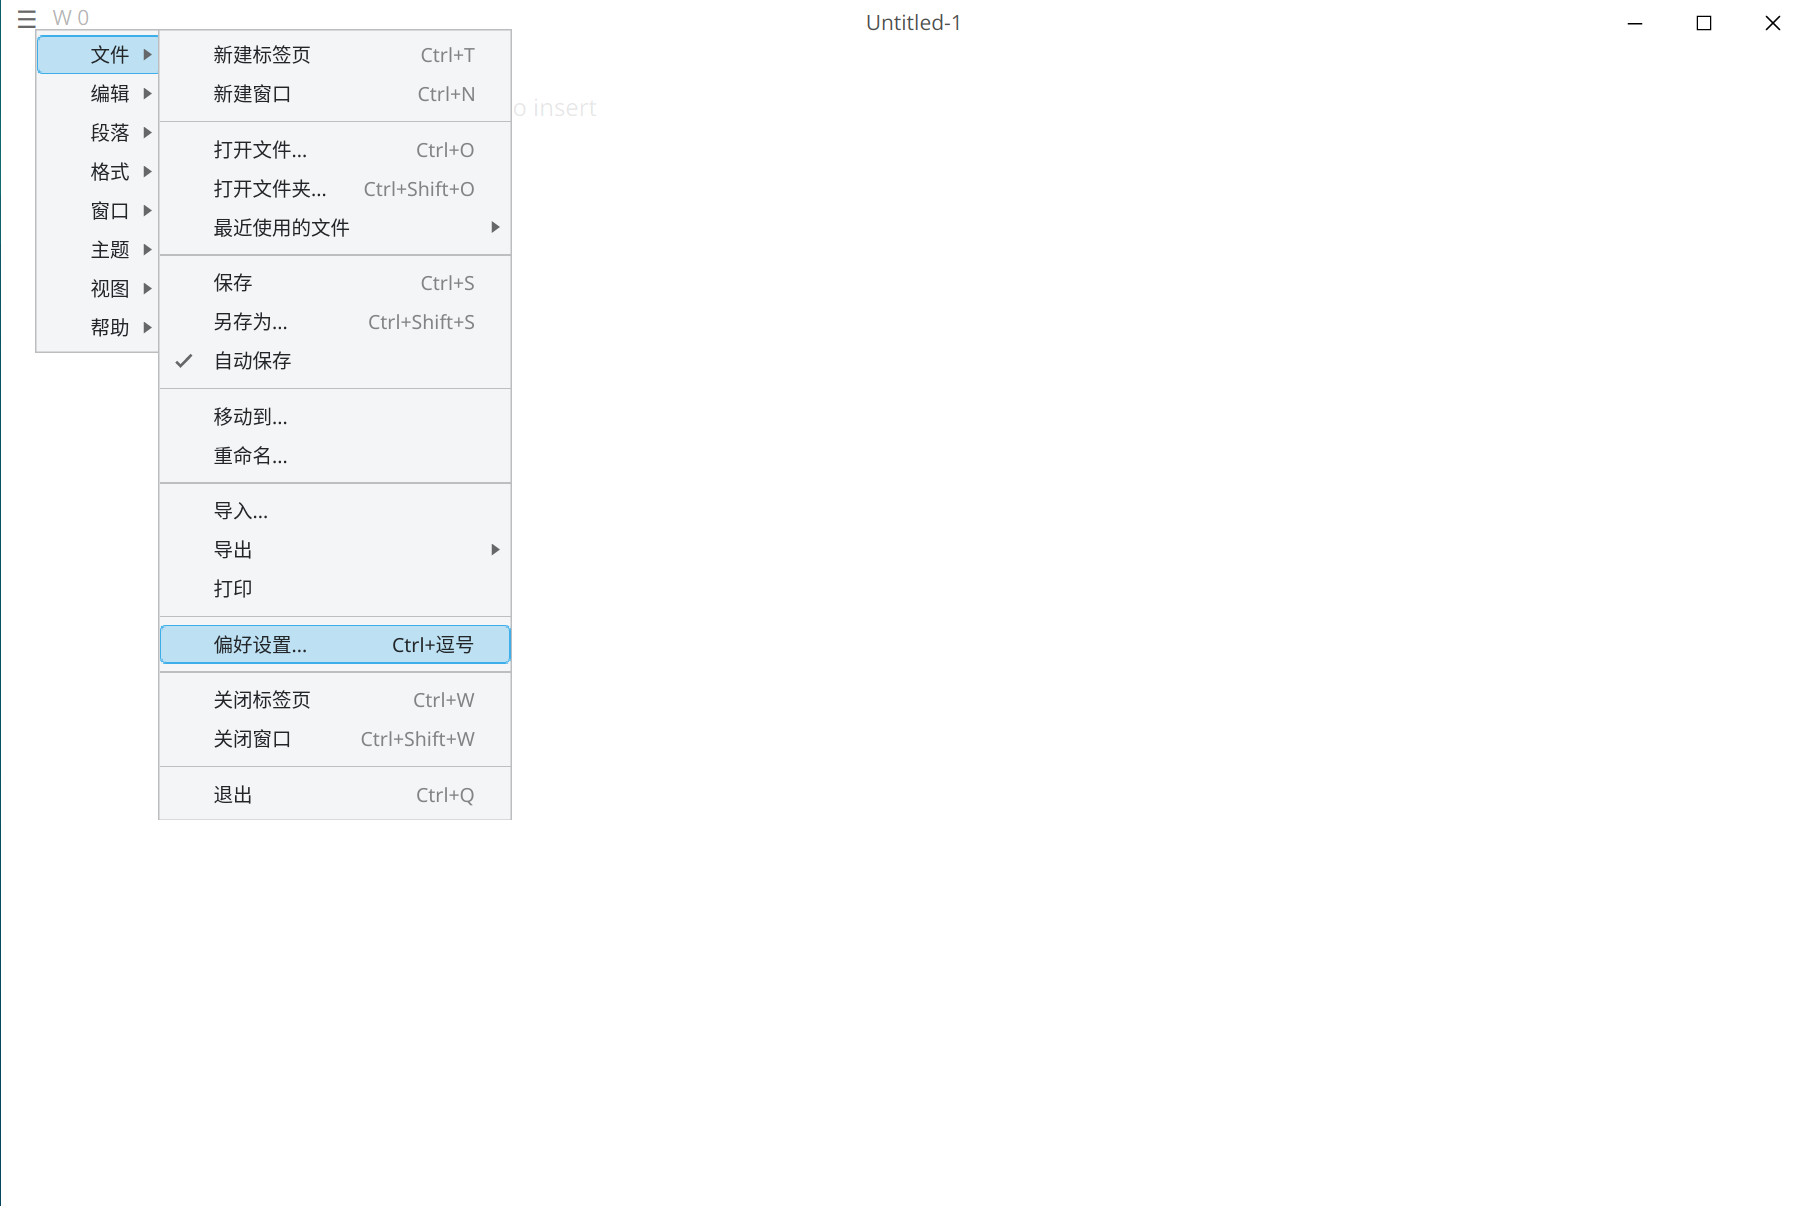 W 0
Untitled-1
文件
编辑
段落
格式
窗口
主题
视图
帮助
新建标签页 Ctrl+T
新建窗口 Ctrl+N
o insert
打开文件... Ctrl+O
打开文件夹... Ctrl+Shift+O
最近使用的文件
保存 Ctrl+S
另存为... Ctrl+Shift+S
自动保存
移动到...
重命名...
导入...
导出
打印
偏好设置... Ctrl+逗号
关闭标签页 Ctrl+W
关闭窗口 Ctrl+Shift+W
退出 Ctrl+Q